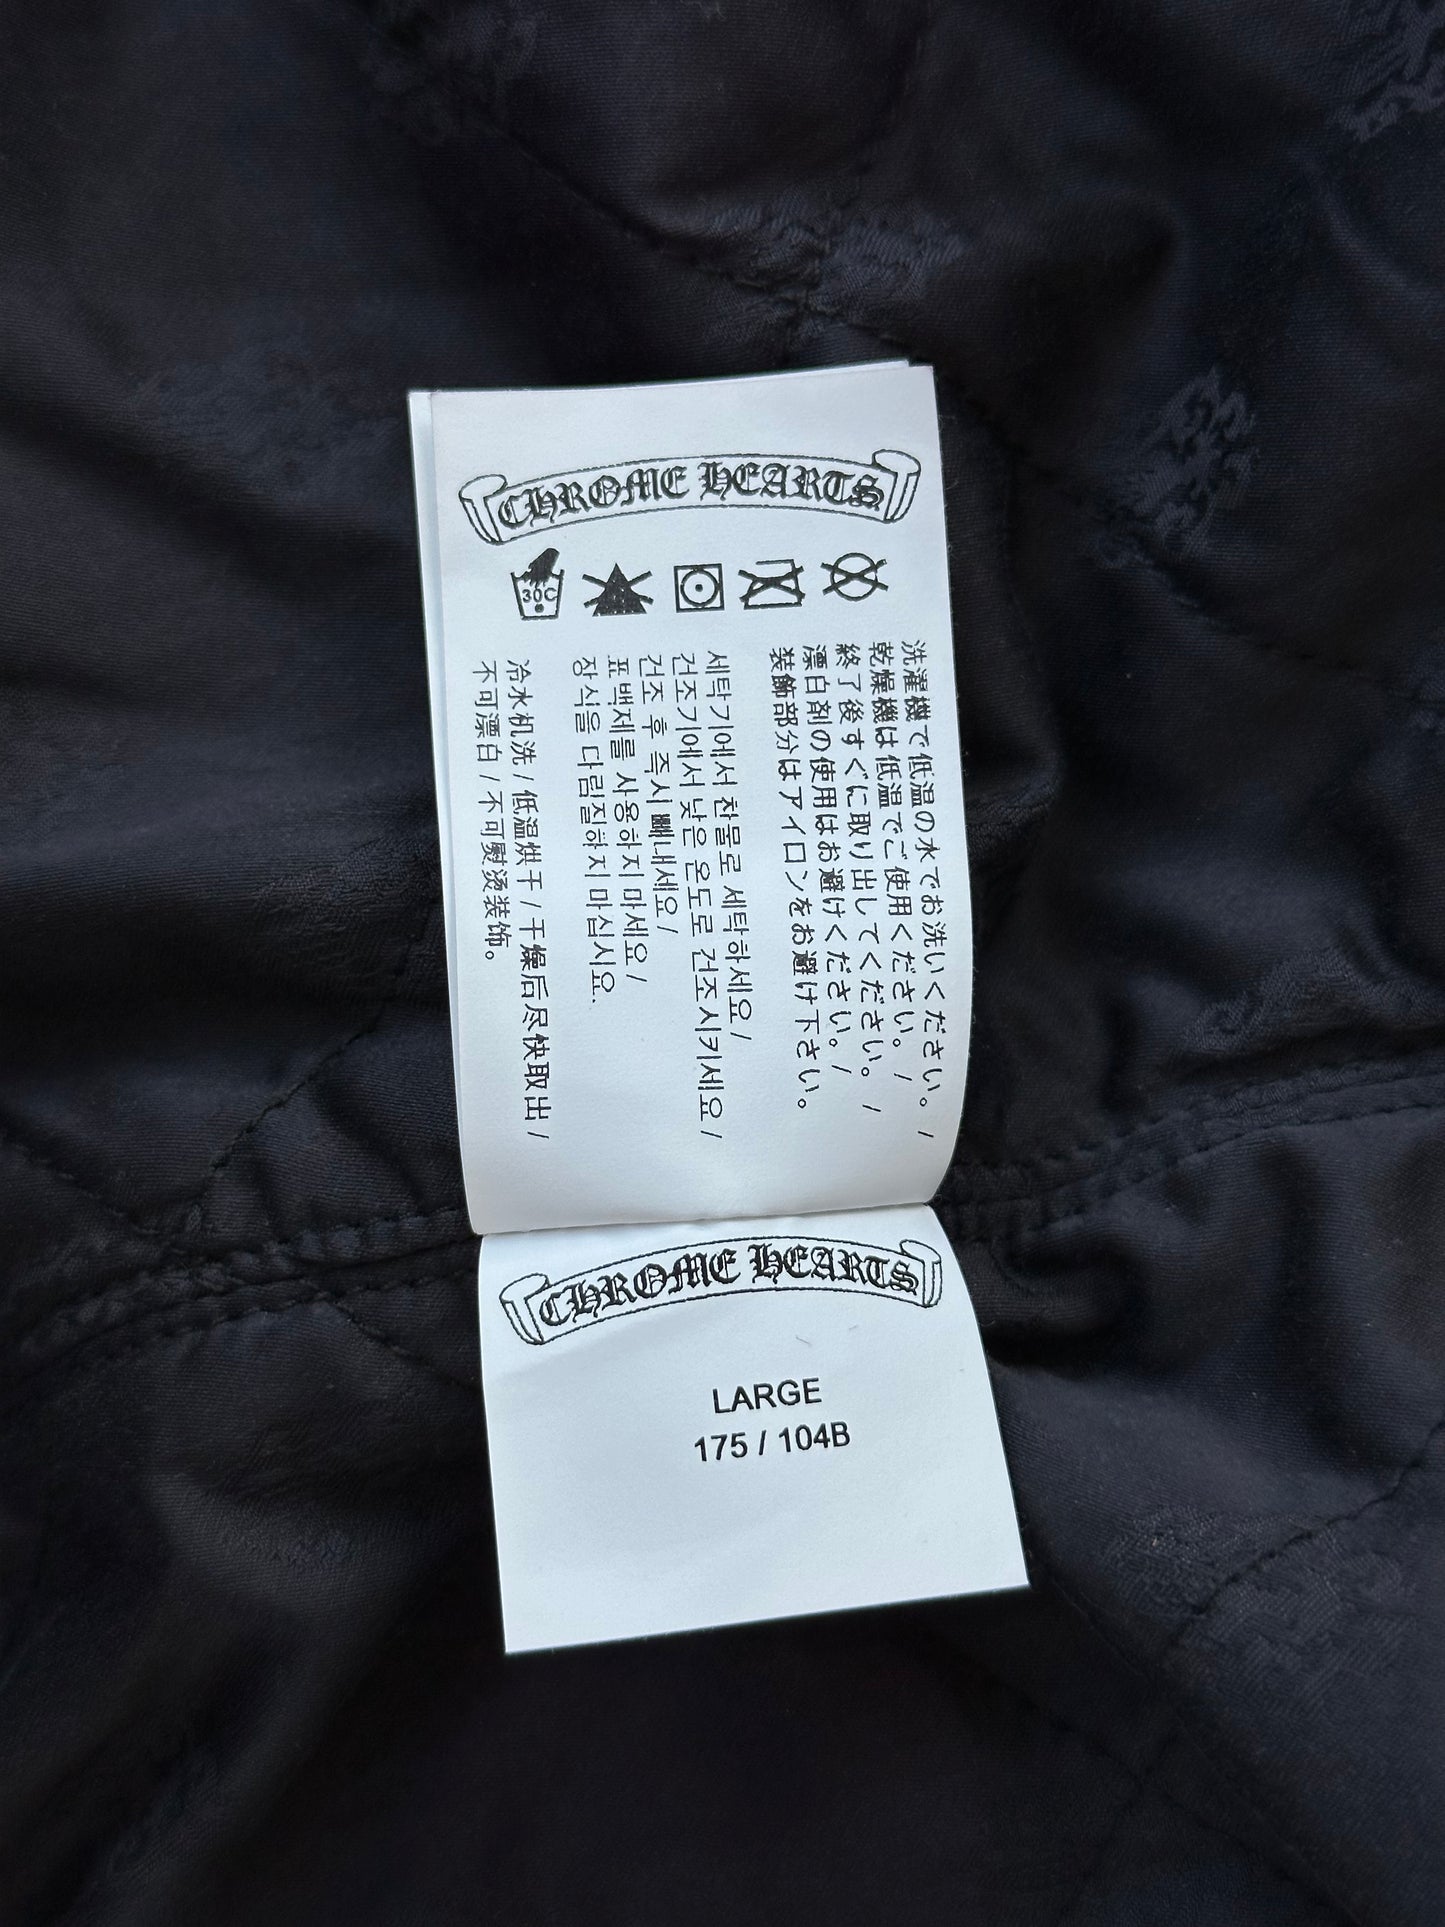 CHROME HEARTS
30C
洗濯機で低温の水でお洗いください。/
乾燥機は低温でご使用ください。/
終了後すぐに取り出してください。/
漂白剤の使用はお避けください。/
装飾部分はアイロンをお避け下さい。
세탁기에서 찬물로 세탁하세요/
건조기에서 낮은 온도로 건조시키세요/
건조 후 즉시 빼내세요/
표백제를 사용하지 마세요/
장식을 다림질하지 마십시요.
冷水机洗/低温烘干/干燥后尽快取出/
不可漂白/不可熨烫装饰。
CHROME HEARTS
LARGE
175 / 104B